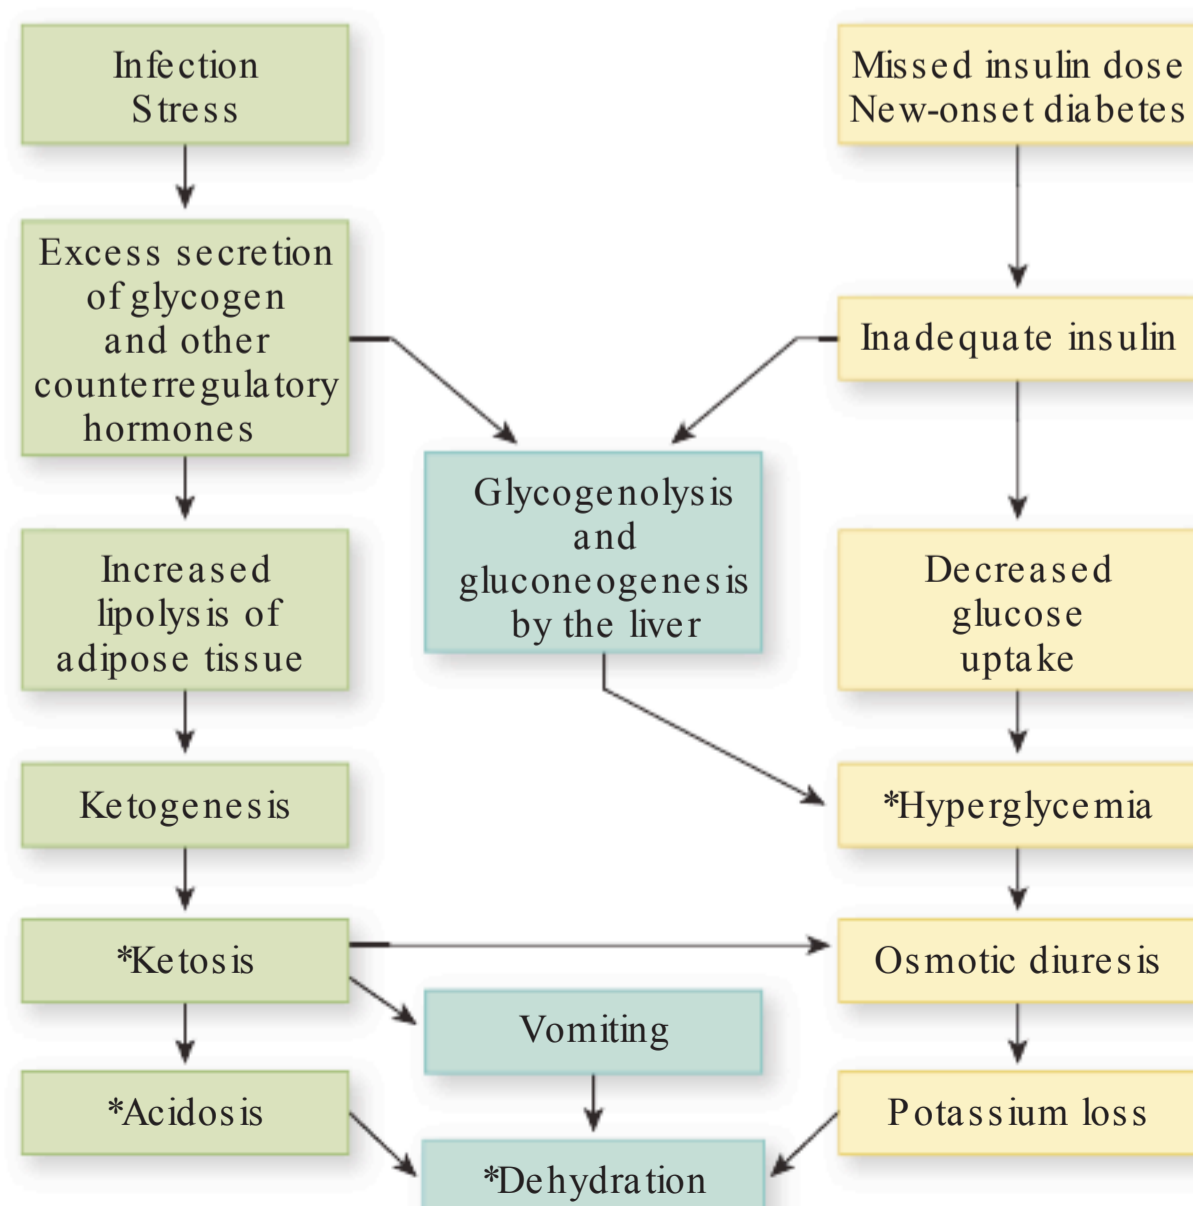 Infection
Stress
Missed insulin dose
New-onset diabetes
Excess secretion
of glycogen
and other
counterregulatory
hormones
Inadequate insulin
Glycogenolysis
and
gluconeogenesis
by the liver
Increased
lipolysis of
adipose tissue
Decreased
glucose
uptake
Ketogenesis
*Hyperglycemia
*Ketosis
Osmotic diuresis
Vomiting
*Acidosis
Potassium loss
*Dehydration